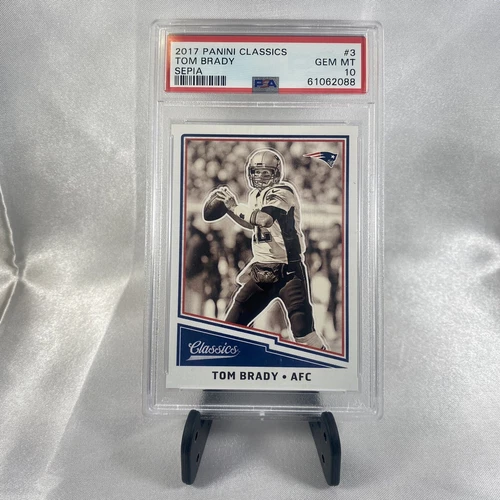 2017 PANINI CLASSICS #3
TOM BRADY GEM MT
SEPIA 10
PSA 61062088
Classics
TOM BRADY • AFC